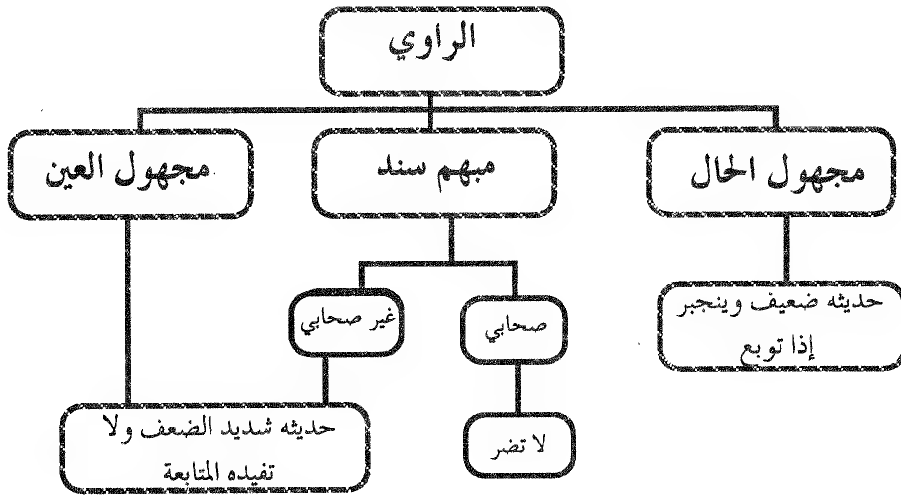 الراوي
مجهول الحال
مبهم سند
مجهول العين
حديثه ضعيف وينجبر
إذا توبع
صحابي
غير صحابي
لا تضر
حديثه شديد الضعف ولا
تفيده المتابعة